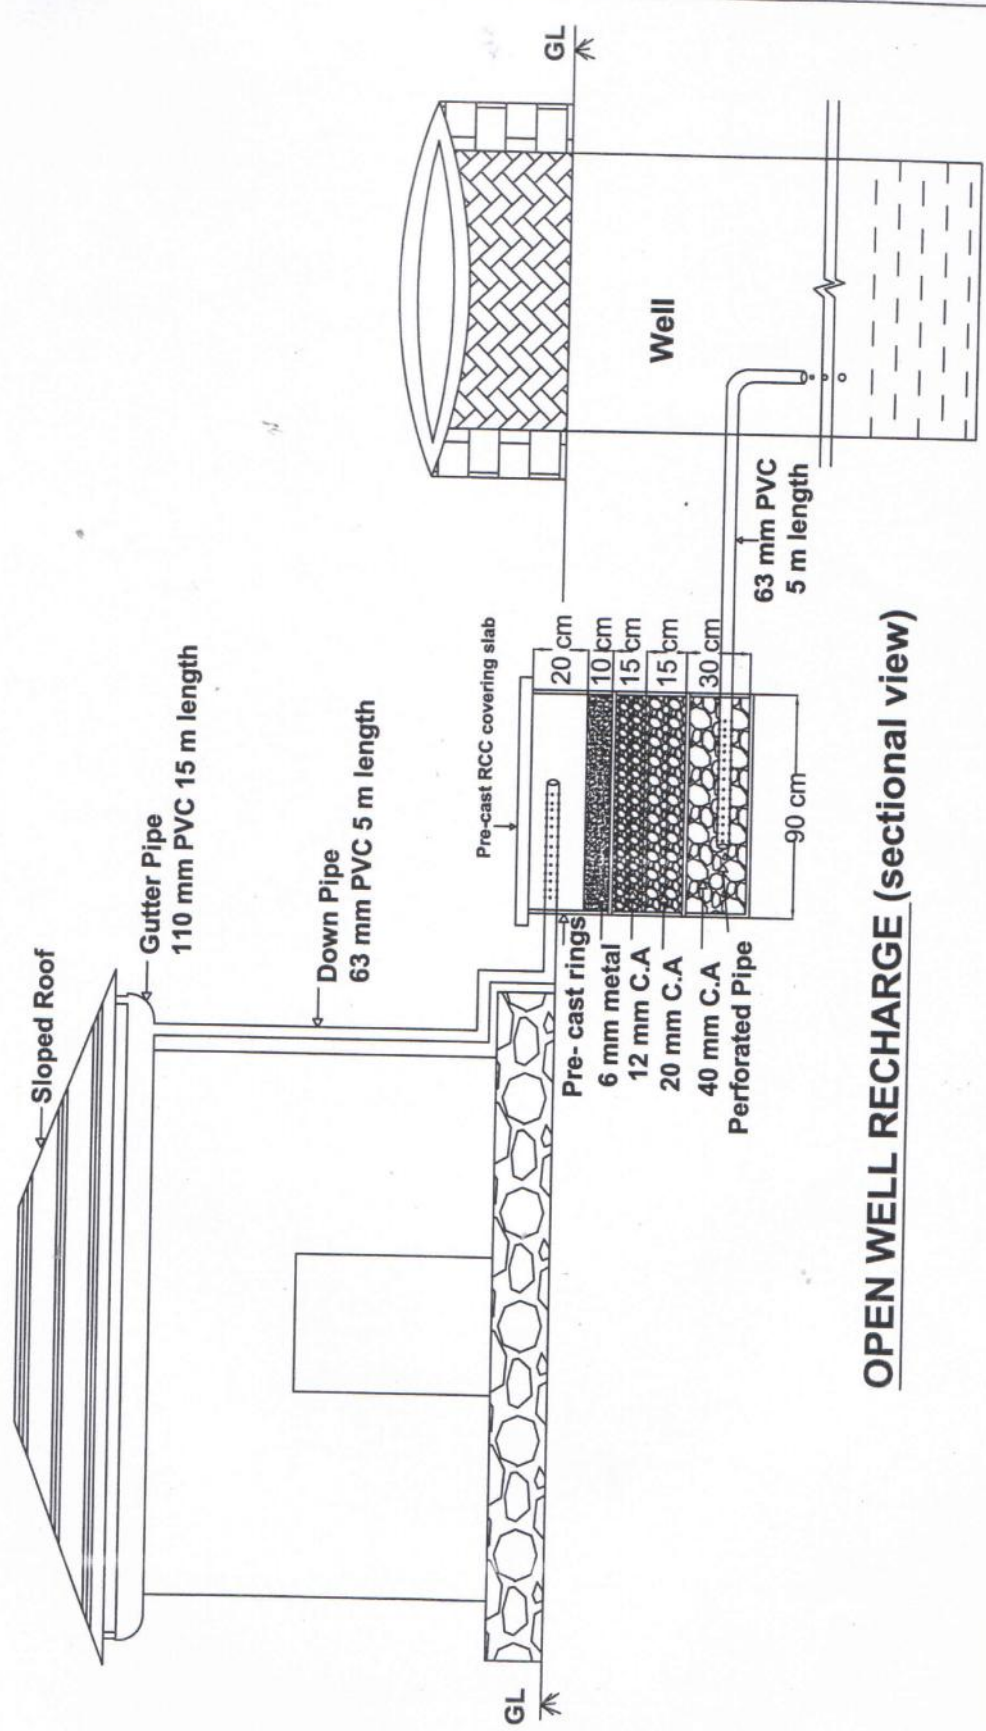 Sloped Roof
Gutter Pipe
110 mm PVC 15 m length
Down Pipe
63 mm PVC 5 m length
Pre-cast RCC covering slab
GL
GL
20 cm
10 cm
15 cm
15 cm
30 cm
90 cm
Pre- cast rings
6 mm metal
12 mm C.A
20 mm C.A
40 mm C.A
Perforated Pipe
Well
63 mm PVC
5 m length
OPEN WELL RECHARGE (sectional view)